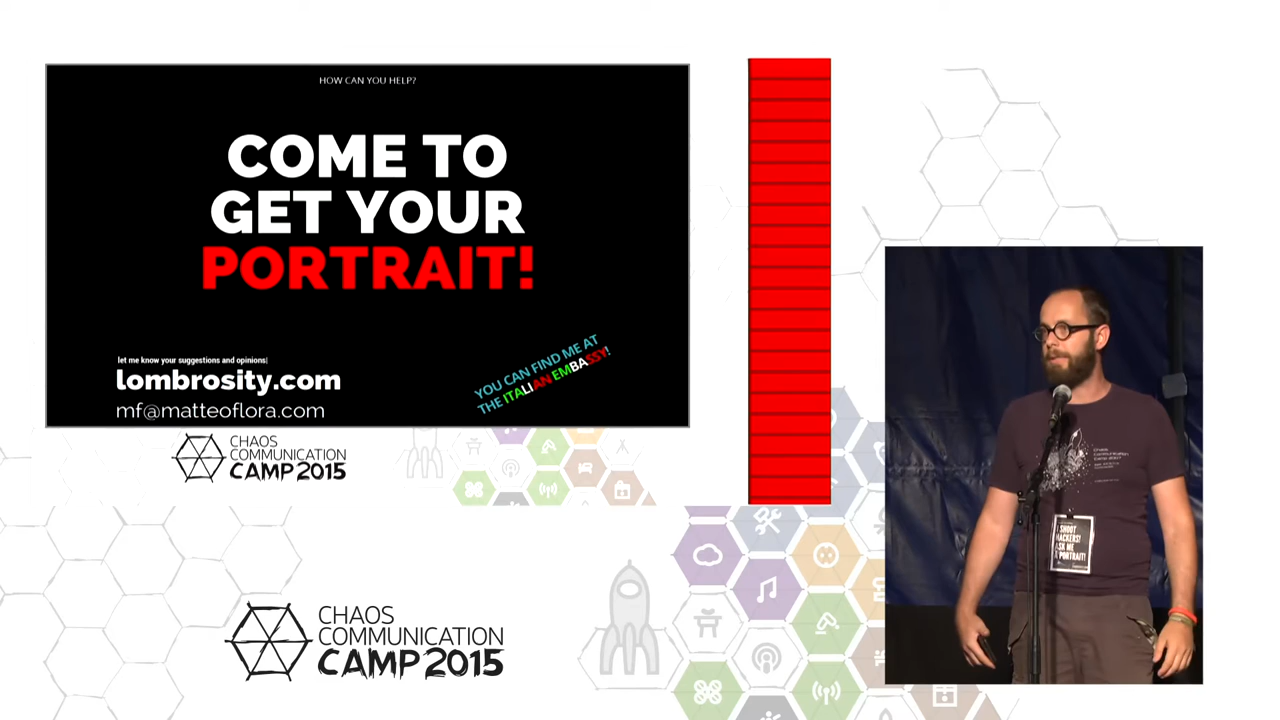 HOW CAN YOU HELP?
COME TO
GET YOUR
PORTRAIT!
let me know your suggestions and opinions|
lombrosity.com
mf@matteoflora.com
YOU CAN FIND ME AT
THE ITALIAN EMBASSY!
CHAOS
COMMUNICATION
CAMP 2015
I SHOOT
HACKERS!
ASK ME
PORTRAIT!
CHAOS
COMMUNICATION
CAMP 2015